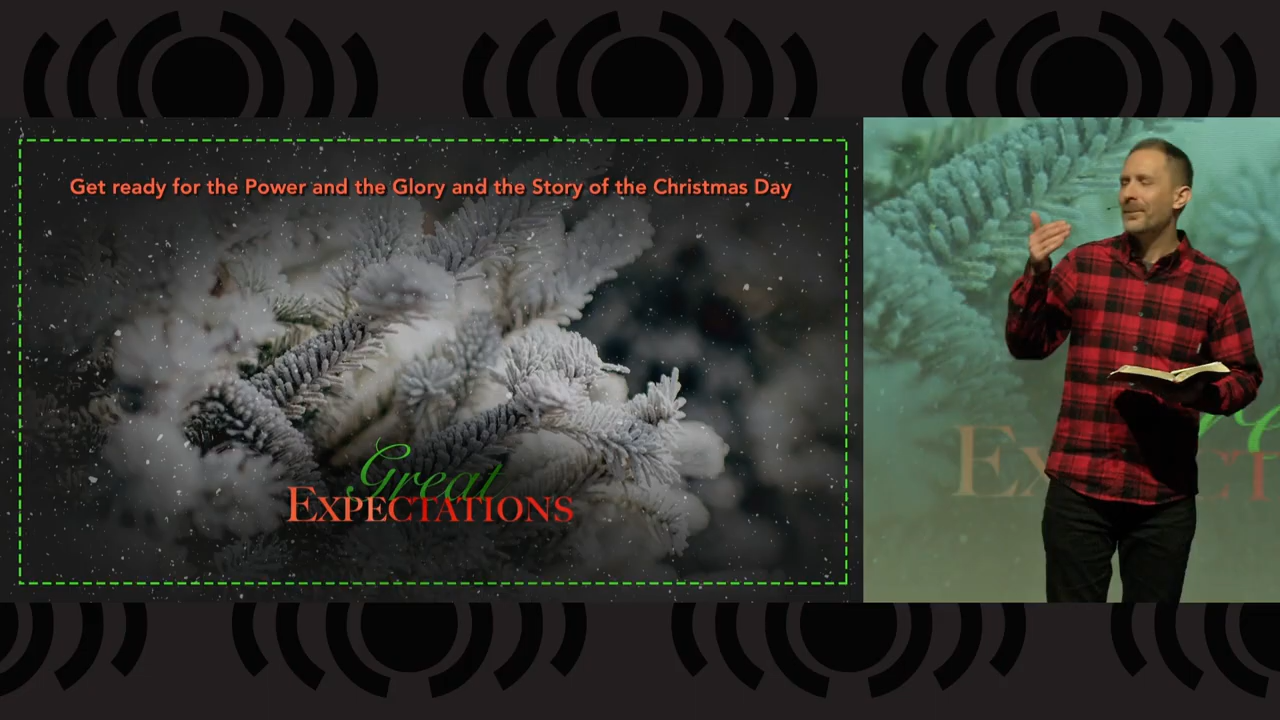 Get ready for the Power and the Glory and the Story of the Christmas Day
Great
EXPECTATIONS